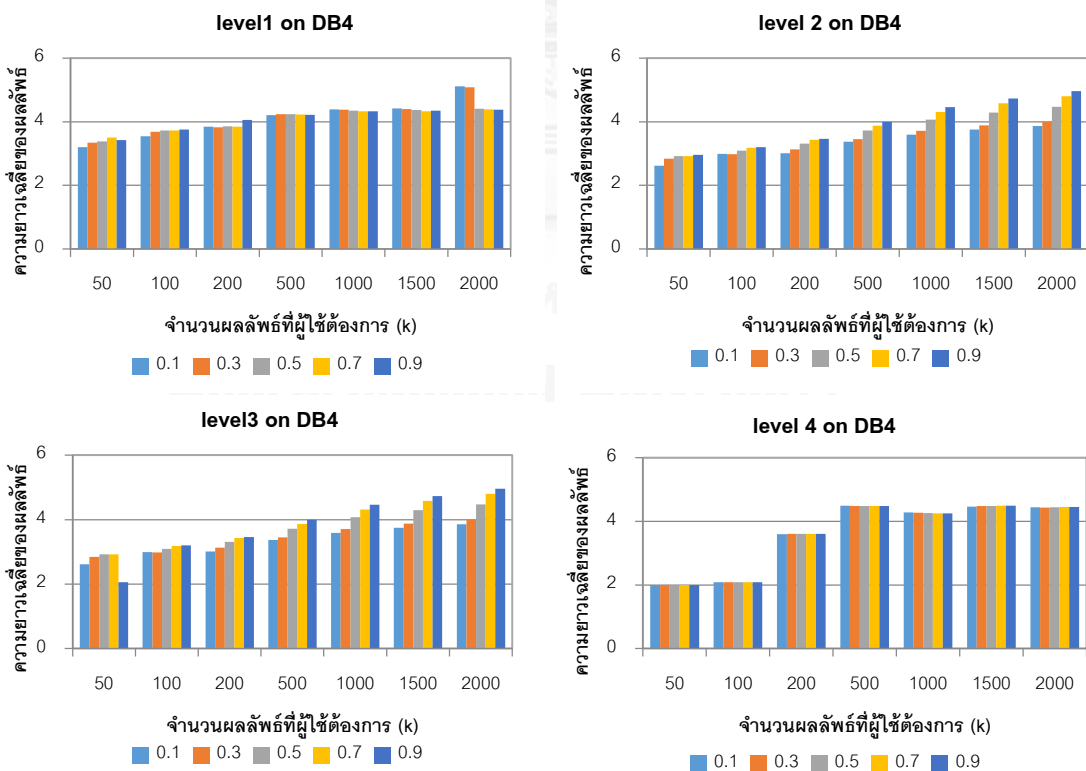 level1 on DB4
ความยาวเฉลี่ยของผลลัพธ์
6
4
2
0
50 100 200 500 1000 1500 2000
จำนวนผลลัพธ์ที่ผู้ใช้ต้องการ (k)
0.1 0.3 0.5 0.7 0.9
level 2 on DB4
ความยาวเฉลี่ยของผลลัพธ์
6
4
2
0
50 100 200 500 1000 1500 2000
จำนวนผลลัพธ์ที่ผู้ใช้ต้องการ (k)
0.1 0.3 0.5 0.7 0.9
level3 on DB4
ความยาวเฉลี่ยของผลลัพธ์
6
4
2
0
50 100 200 500 1000 1500 2000
จำนวนผลลัพธ์ที่ผู้ใช้ต้องการ (k)
0.1 0.3 0.5 0.7 0.9
level 4 on DB4
ความยาวเฉลี่ยของผลลัพธ์
6
4
2
0
50 100 200 500 1000 1500 2000
จำนวนผลลัพธ์ที่ผู้ใช้ต้องการ (k)
0.1 0.3 0.5 0.7 0.9